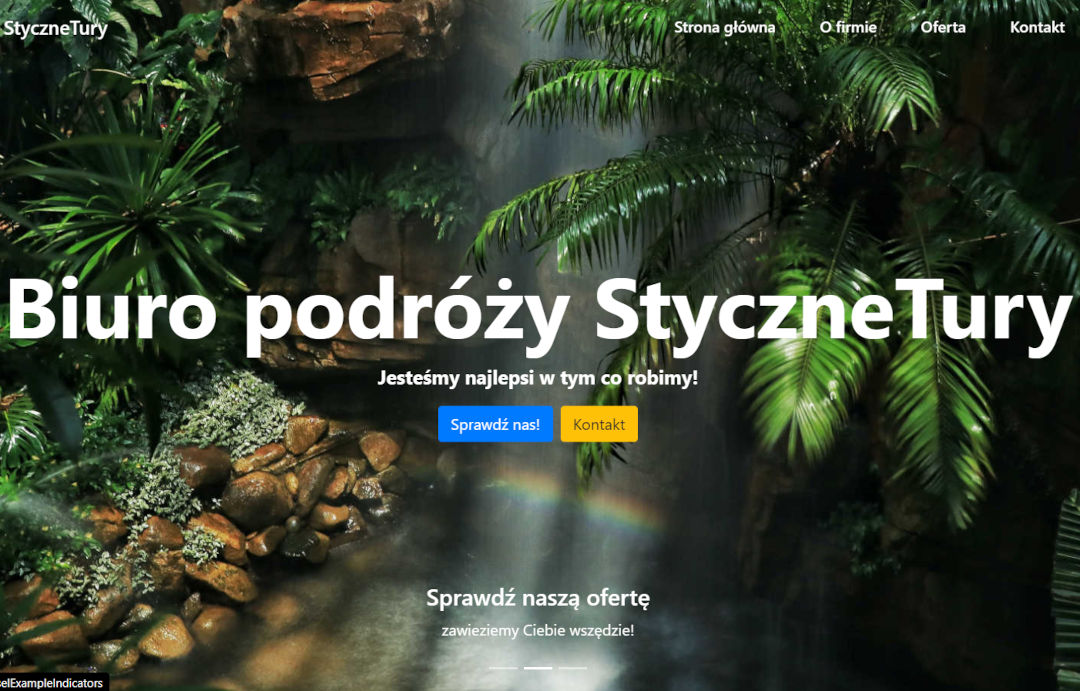 StyczneTury
Strona główna
O firmie
Oferta
Kontakt
Biuro podróży StyczneTury
Jesteśmy najlepsi w tym co robimy!
Sprawdź nas!
Kontakt
Sprawdź naszą ofertę
zawieziemy Ciebie wszędzie!
elExampleIndicators